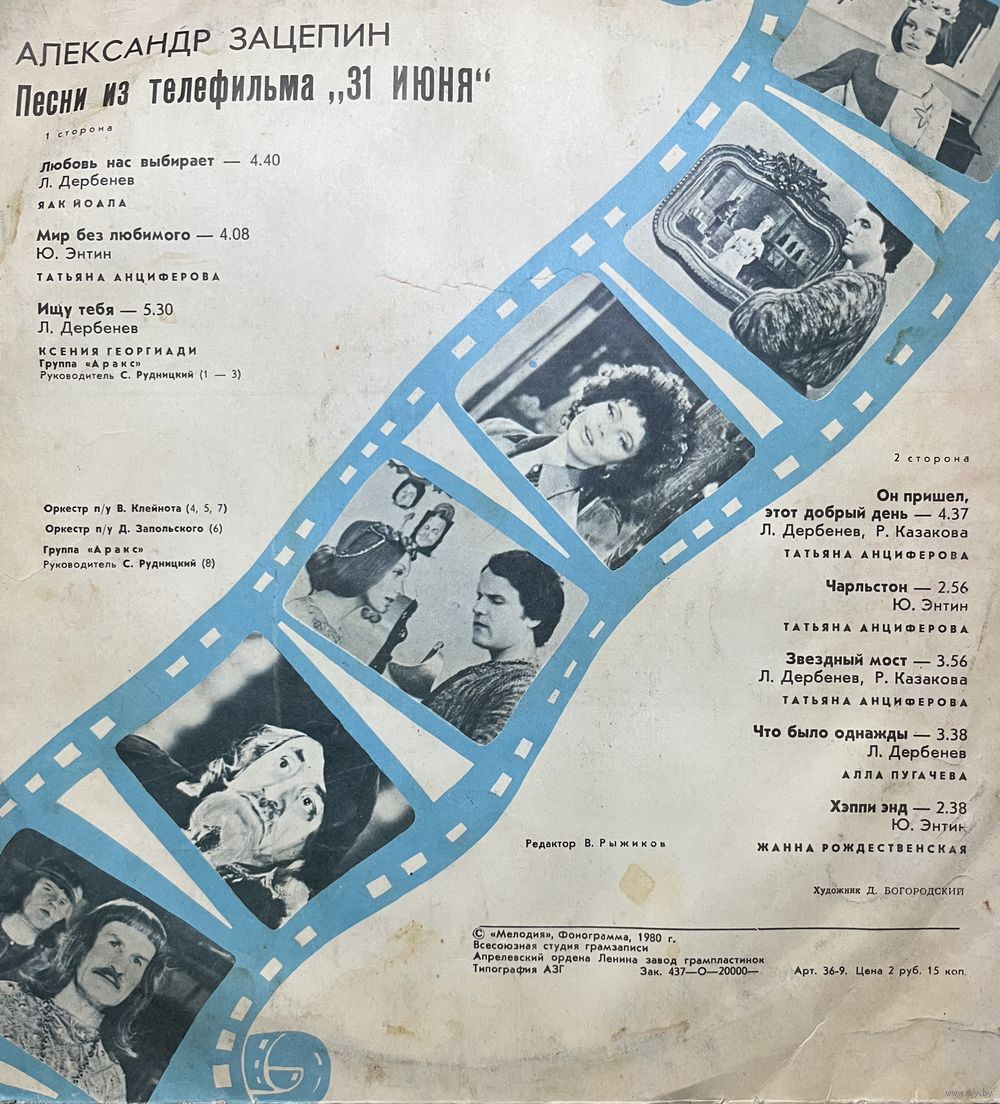 АЛЕКСАНДР ЗАЦЕПИН
Песни из телефильма „31 ИЮНЯ“
1 сторона
Любовь нас выбирает — 4.40
Л. Дербенев
ЯАК ЙОАЛА
Мир без любимого — 4.08
Ю. Энтин
ТАТЬЯНА АНЦИФЕРОВА
Ищу тебя — 5.30
Л. Дербенев
КСЕНИЯ ГЕОРГИАДИ
Группа «Аракс»
Руководитель С. Рудницкий (1 — 3)
Оркестр п/у В. Клейнота (4, 5, 7)
Оркестр п/у Д. Запольского (6)
Группа «Аракс»
Руководитель С. Рудницкий (8)
2 сторона
Он пришел,
этот добрый день — 4.37
Л. Дербенев, Р. Казакова
ТАТЬЯНА АНЦИФЕРОВА
Чарльстон — 2.56
Ю. Энтин
ТАТЬЯНА АНЦИФЕРОВА
Звездный мост — 3.56
Л. Дербенев, Р. Казакова
ТАТЬЯНА АНЦИФЕРОВА
Что было однажды — 3.38
Л. Дербенев
АЛЛА ПУГАЧЕВА
Хэппи энд — 2.38
Ю. Энтин
ЖАННА РОЖДЕСТВЕНСКАЯ
Редактор В. Рыжиков
Художник Д. БОГОРОДСКИЙ
© «Мелодия», Фонограмма, 1980 г.
Всесоюзная студия грамзаписи
Апрелевский ордена Ленина завод грампластинок
Типография АЗГ Зак. 437—О—20000— Арт. 36-9. Цена 2 руб. 15 коп.
www.ay.by